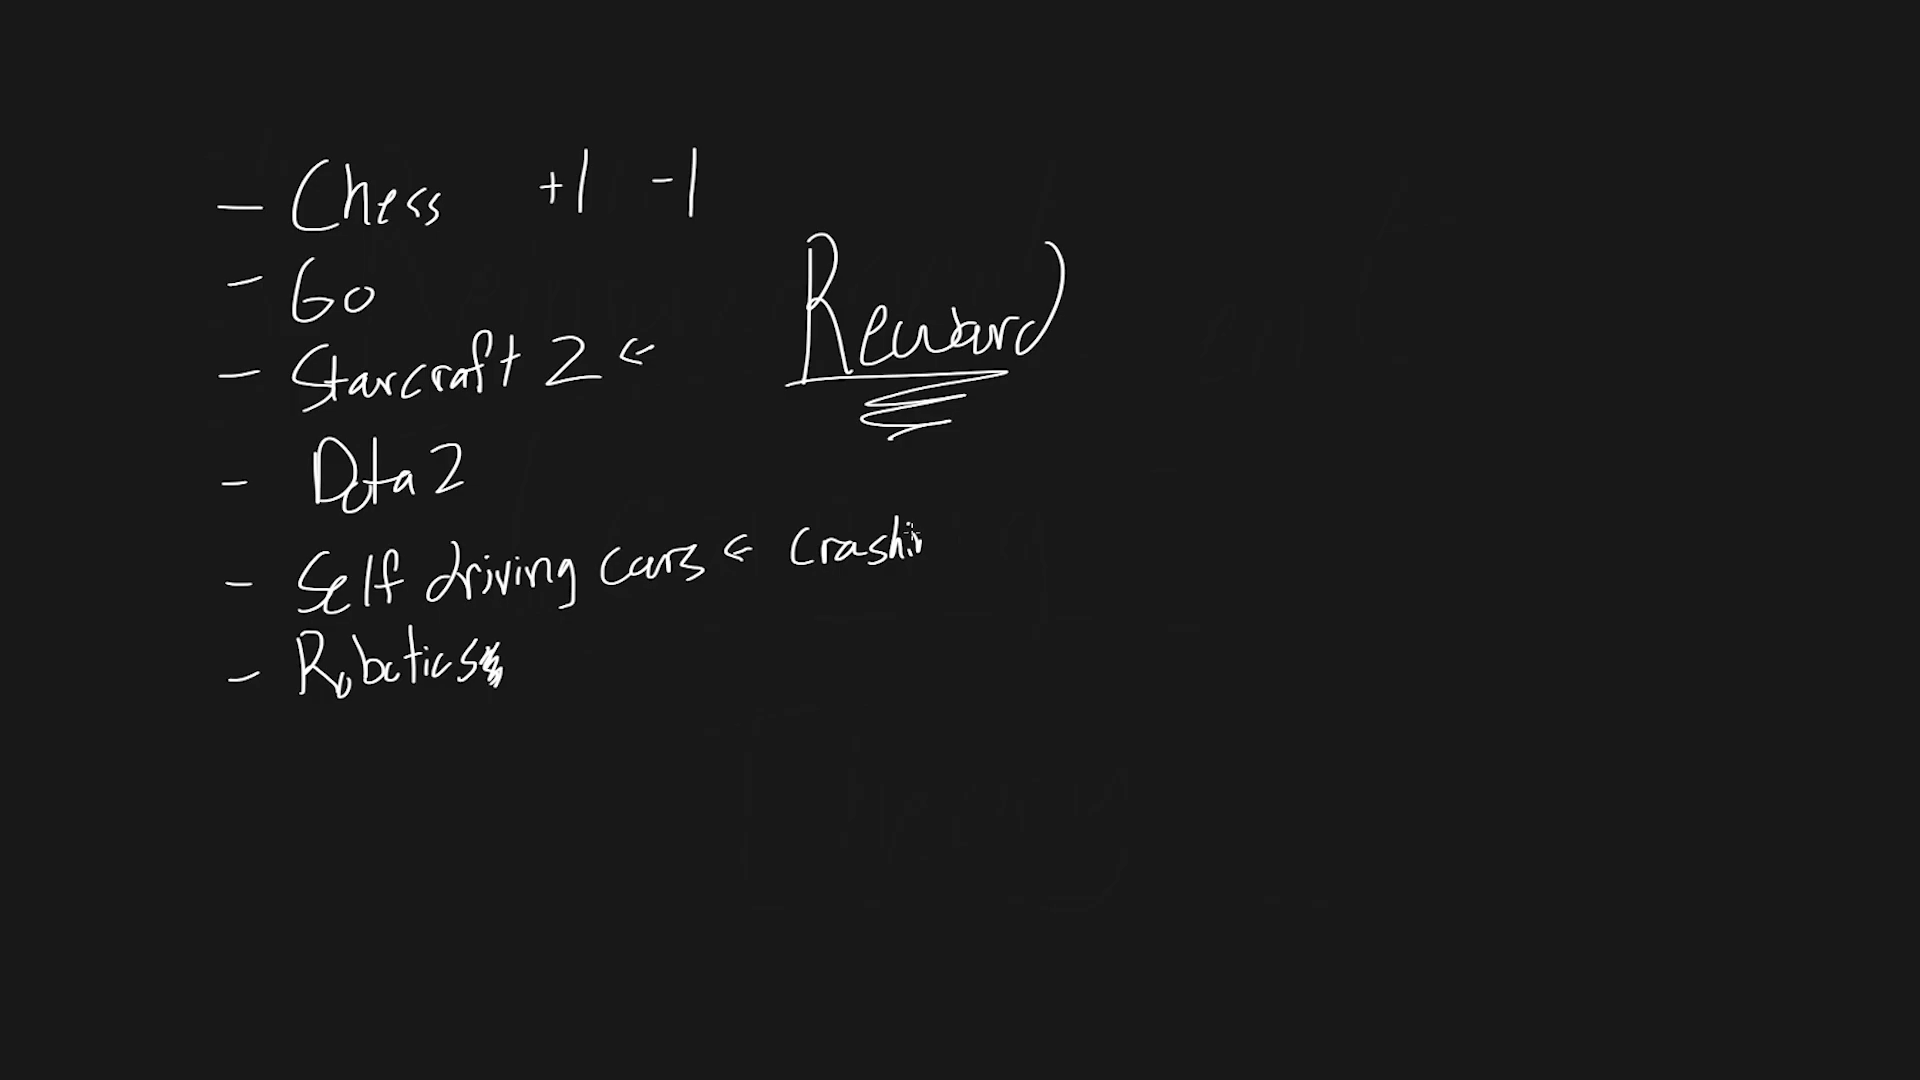 - Chess +1 -1
- Go
Reward
- Starcraft 2 <
- Dota 2
- Self driving cars < crashi
- Robotics